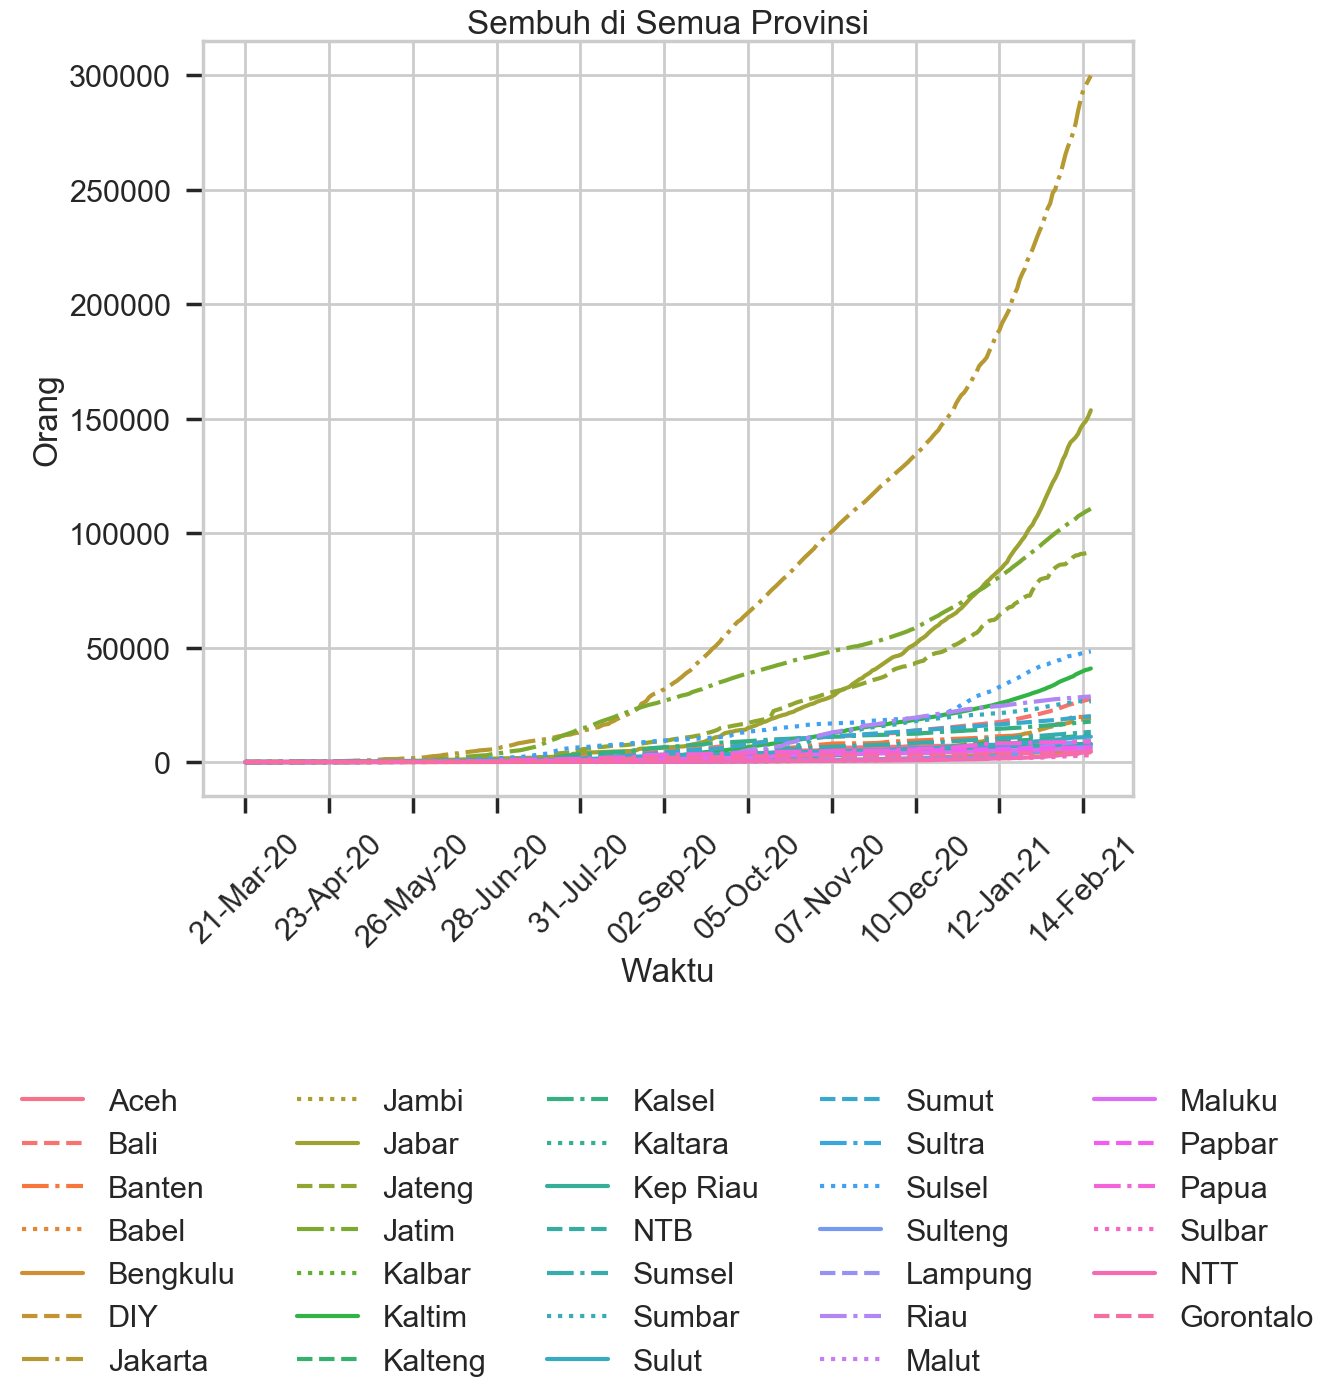 Sembuh di Semua Provinsi
300000
250000
200000
150000
100000
50000
0
Orang
21-Mar-20
23-Apr-20
26-May-20
28-Jun-20
31-Jul-20
02-Sep-20
05-Oct-20
07-Nov-20
10-Dec-20
12-Jan-21
14-Feb-21
Waktu
Aceh
Bali
Banten
Babel
Bengkulu
DIY
Jakarta
Jambi
Jabar
Jateng
Jatim
Kalbar
Kaltim
Kalteng
Kalsel
Kaltara
Kep Riau
NTB
Sumsel
Sumbar
Sulut
Sumut
Sultra
Sulsel
Sulteng
Lampung
Riau
Malut
Maluku
Papbar
Papua
Sulbar
NTT
Gorontalo